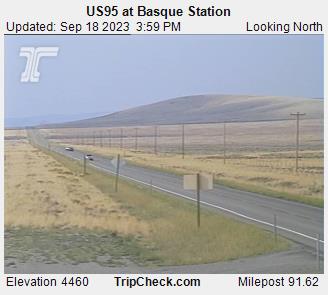 US95 at Basque Station
Updated: Sep 18 2023 3:59 PM Looking North
Elevation 4460 TripCheck.com Milepost 91.62